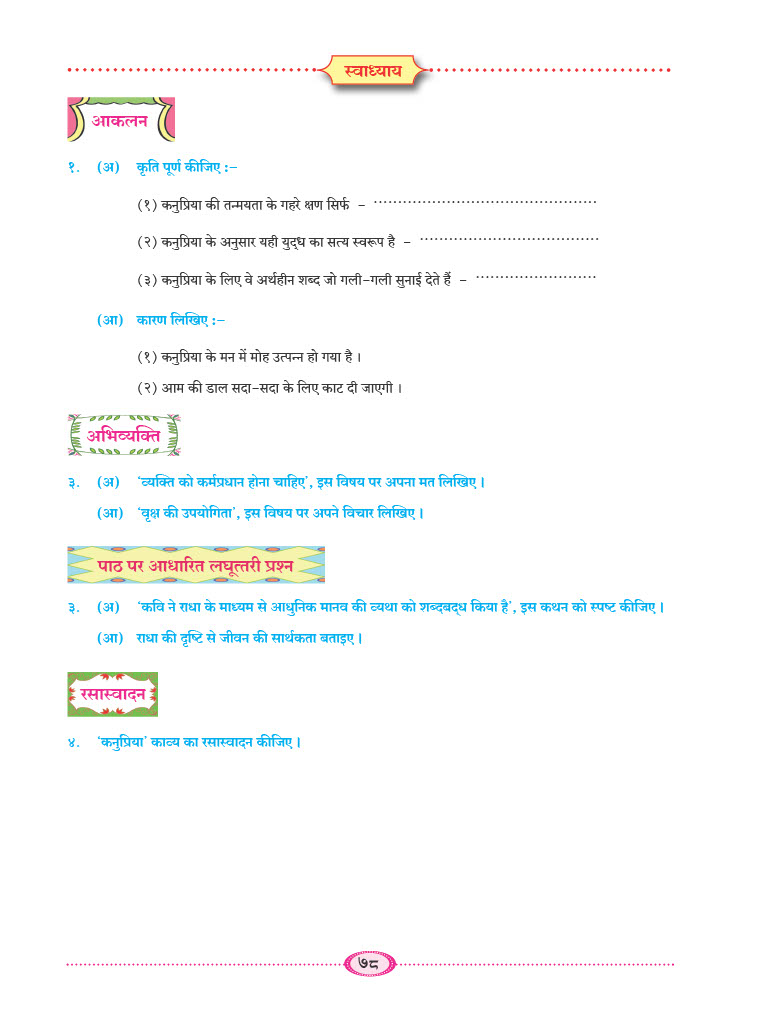 स्वाध्याय
आकलन
१. (अ) कृति पूर्ण कीजिए :-
(१) कनुप्रिया की तन्मयता के गहरे क्षण सिर्फ - ..............................................
(२) कनुप्रिया के अनुसार यही युद्ध का सत्य स्वरूप है - .....................................
(३) कनुप्रिया के लिए वे अर्थहीन शब्द जो गली-गली सुनाई देते हैं - .........................
(आ) कारण लिखिए :-
(१) कनुप्रिया के मन में मोह उत्पन्न हो गया है ।
(२) आम की डाल सदा-सदा के लिए काट दी जाएगी ।
अभिव्यक्ति
३. (अ) ‘व्यक्ति को कर्मप्रधान होना चाहिए’, इस विषय पर अपना मत लिखिए ।
(आ) ‘वृक्ष की उपयोगिता’, इस विषय पर अपने विचार लिखिए ।
पाठ पर आधारित लघूत्तरी प्रश्न
३. (अ) ‘कवि ने राधा के माध्यम से आधुनिक मानव की व्यथा को शब्दबद्ध किया है’, इस कथन को स्पष्ट कीजिए ।
(आ) राधा की दृष्टि से जीवन की सार्थकता बताइए ।
रसास्वादन
४. ‘कनुप्रिया’ काव्य का रसास्वादन कीजिए ।
७८